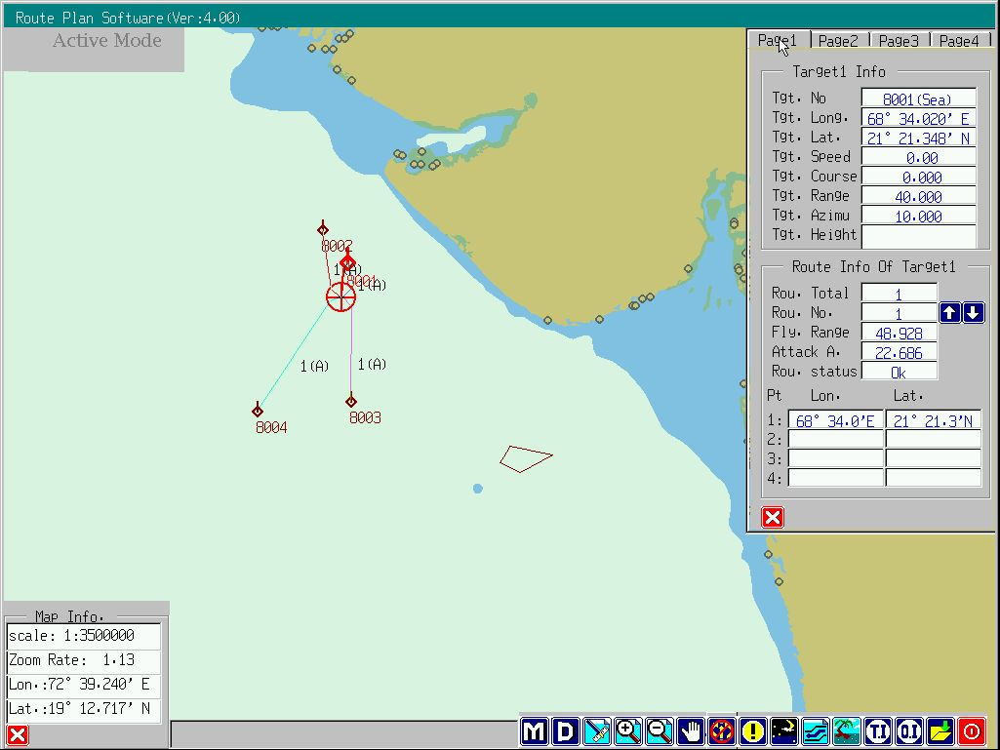 Route Plan Software(Ver:4.00)
Active Mode
Page1 Page2 Page3 Page4
Target1 Info
Tgt. No 8001(Sea)
Tgt. Long. 68° 34.020' E
Tgt. Lat. 21° 21.348' N
Tgt. Speed 0.00
Tgt. Course 0.000
Tgt. Range 40.000
Tgt. Azimu 10.000
Tgt. Height
Route Info Of Target1
Rou. Total 1
Rou. No. 1
Fly. Range 48.928
Attack A. 22.686
Rou. status Ok
Pt Lon. Lat.
1: 68° 34.0'E 21° 21.3'N
2:
3:
4:
8002
1(A)
8001
1(A)
1(A)
1(A)
8003
8004
Map Info.
scale: 1:3500000
Zoom Rate: 1.13
Lon.:72° 39.240' E
Lat.:19° 12.717' N
M D T.I O.I